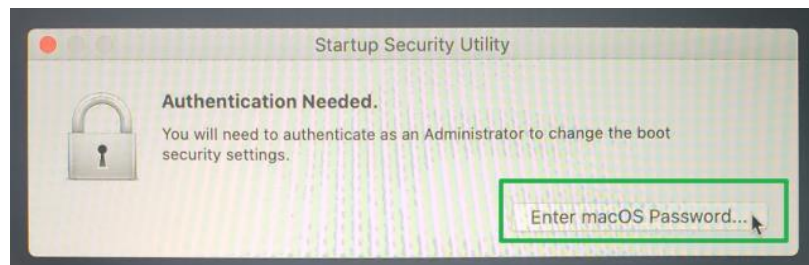 Startup Security Utility
Authentication Needed.
You will need to authenticate as an Administrator to change the boot
security settings.
Enter macOS Password...